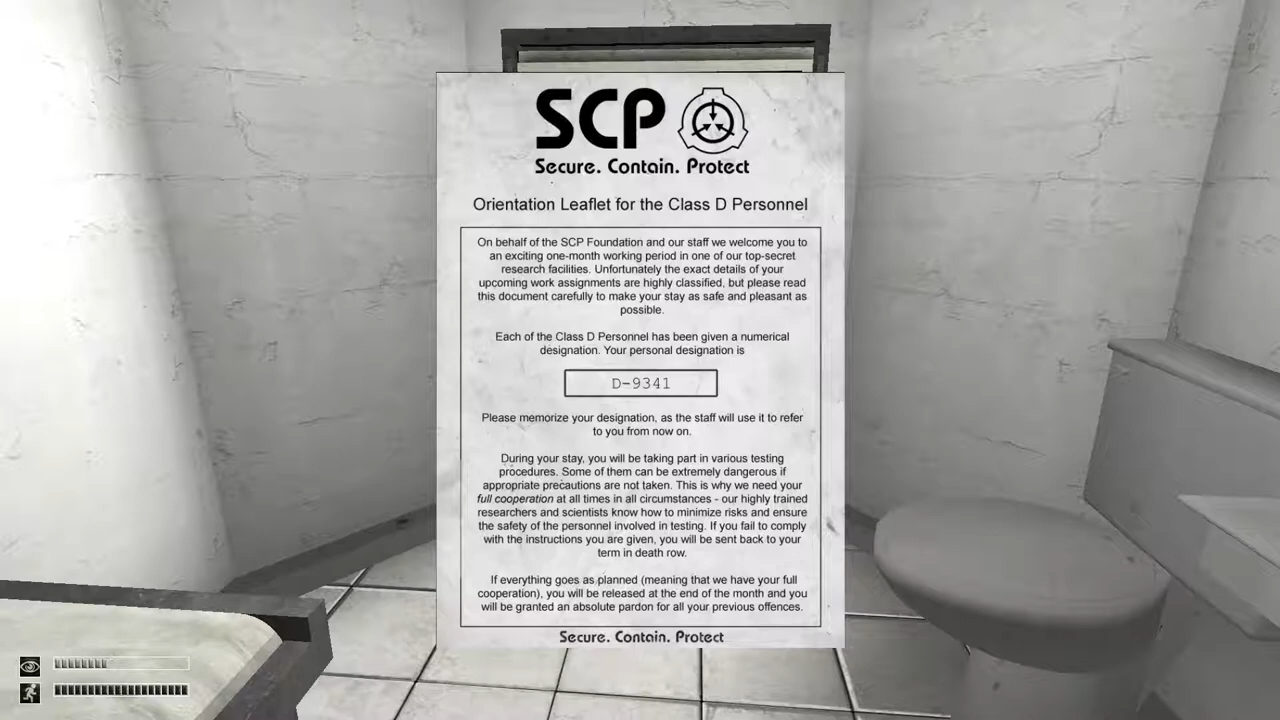 SCP
Secure. Contain. Protect
Orientation Leaflet for the Class D Personnel
On behalf of the SCP Foundation and our staff we welcome you to
an exciting one-month working period in one of our top-secret
research facilities. Unfortunately the exact details of your
upcoming work assignments are highly classified, but please read
this document carefully to make your stay as safe and pleasant as
possible.
Each of the Class D Personnel has been given a numerical
designation. Your personal designation is
D-9341
Please memorize your designation, as the staff will use it to refer
to you from now on.
During your stay, you will be taking part in various testing
procedures. Some of them can be extremely dangerous if
appropriate precautions are not taken. This is why we need your
full cooperation at all times in all circumstances - our highly trained
researchers and scientists know how to minimize risks and ensure
the safety of the personnel involved in testing. If you fail to comply
with the instructions you are given, you will be sent back to your
term in death row.
If everything goes as planned (meaning that we have your full
cooperation), you will be released at the end of the month and you
will be granted an absolute pardon for all your previous offences.
Secure. Contain. Protect